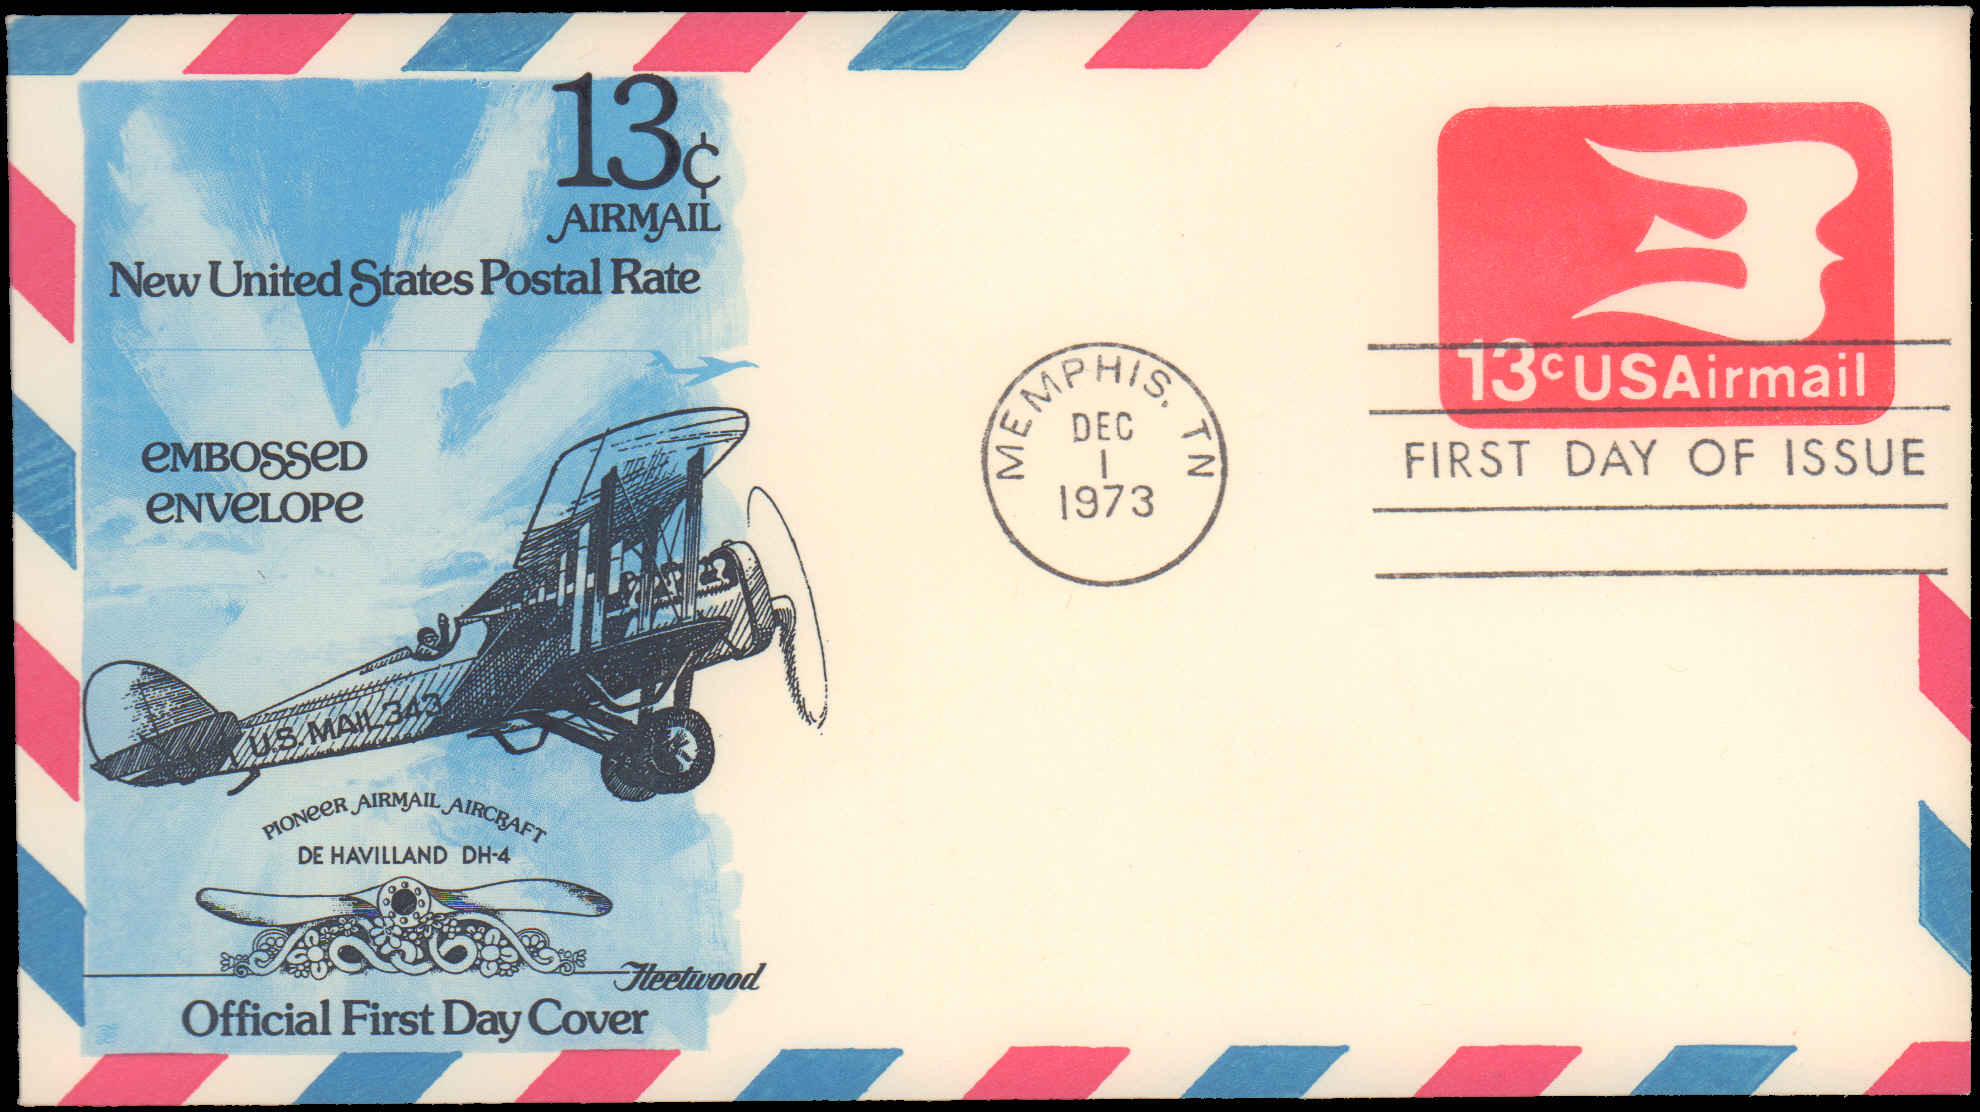 13¢
AIRMAIL
New United States Postal Rate
EMBOSSED
ENVELOPE
U.S. MAIL 343
PIONEER AIRMAIL AIRCRAFT
DE HAVILLAND DH-4
Fleetwood
Official First Day Cover
MEMPHIS, TN
DEC
1
1973
13c USAirmail
FIRST DAY OF ISSUE